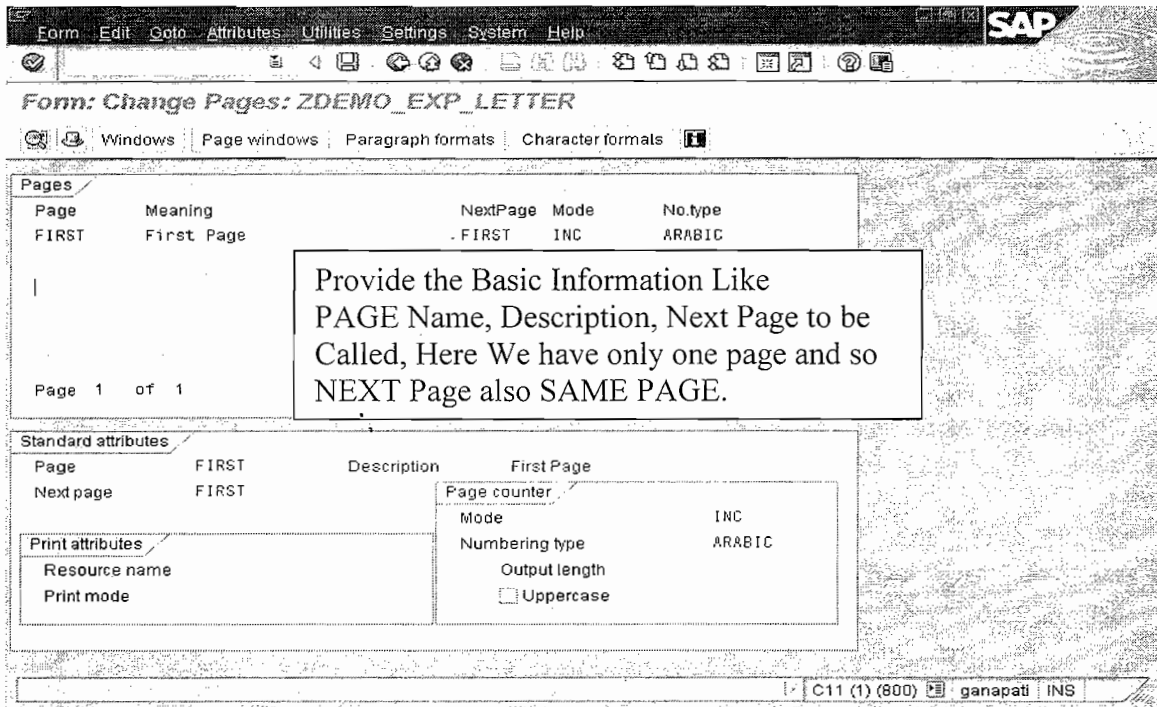 Form Edit Goto Attributes Utilities Settings System Help
SAP
Form: Change Pages: ZDEMO_EXP_LETTER
Windows Page windows Paragraph formats Character formats
Pages
Page Meaning NextPage Mode No.type
FIRST First Page FIRST INC ARABIC
Provide the Basic Information Like
PAGE Name, Description, Next Page to be
Called, Here We have only one page and so
NEXT Page also SAME PAGE.
Page 1 of 1
Standard attributes
Page FIRST Description First Page
Next page FIRST
Page counter
Mode INC
Print attributes
Numbering type ARABIC
Resource name
Output length
Print mode
Uppercase
C11 (1) (800) ganapati INS